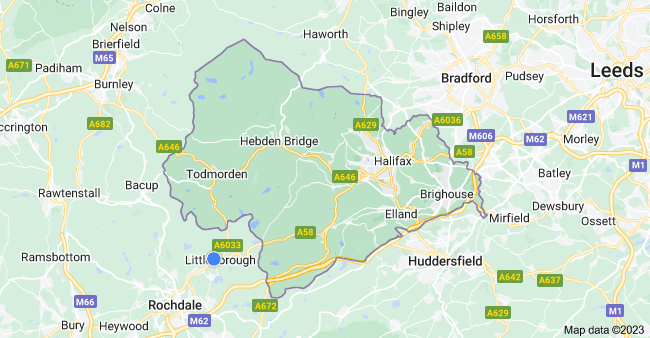 Colne
Nelson
Brierfield
A671
M65
Padiham
Burnley
Haworth
Bingley
Baildon
Shipley
A658
Horsforth
Bradford
Pudsey
Leeds
A682
A646
A629
A6036
M606
M62
M621
Morley
A58
M1
Hebden Bridge
Halifax
Todmorden
A646
Brighouse
Batley
Bacup
Rawtenstall
Elland
Mirfield
Dewsbury
Ossett
A58
A6033
Ramsbottom
Huddersfield
A642
A637
M66
Rochdale
A672
M62
Bury
Heywood
A629
M1
Map data ©2023